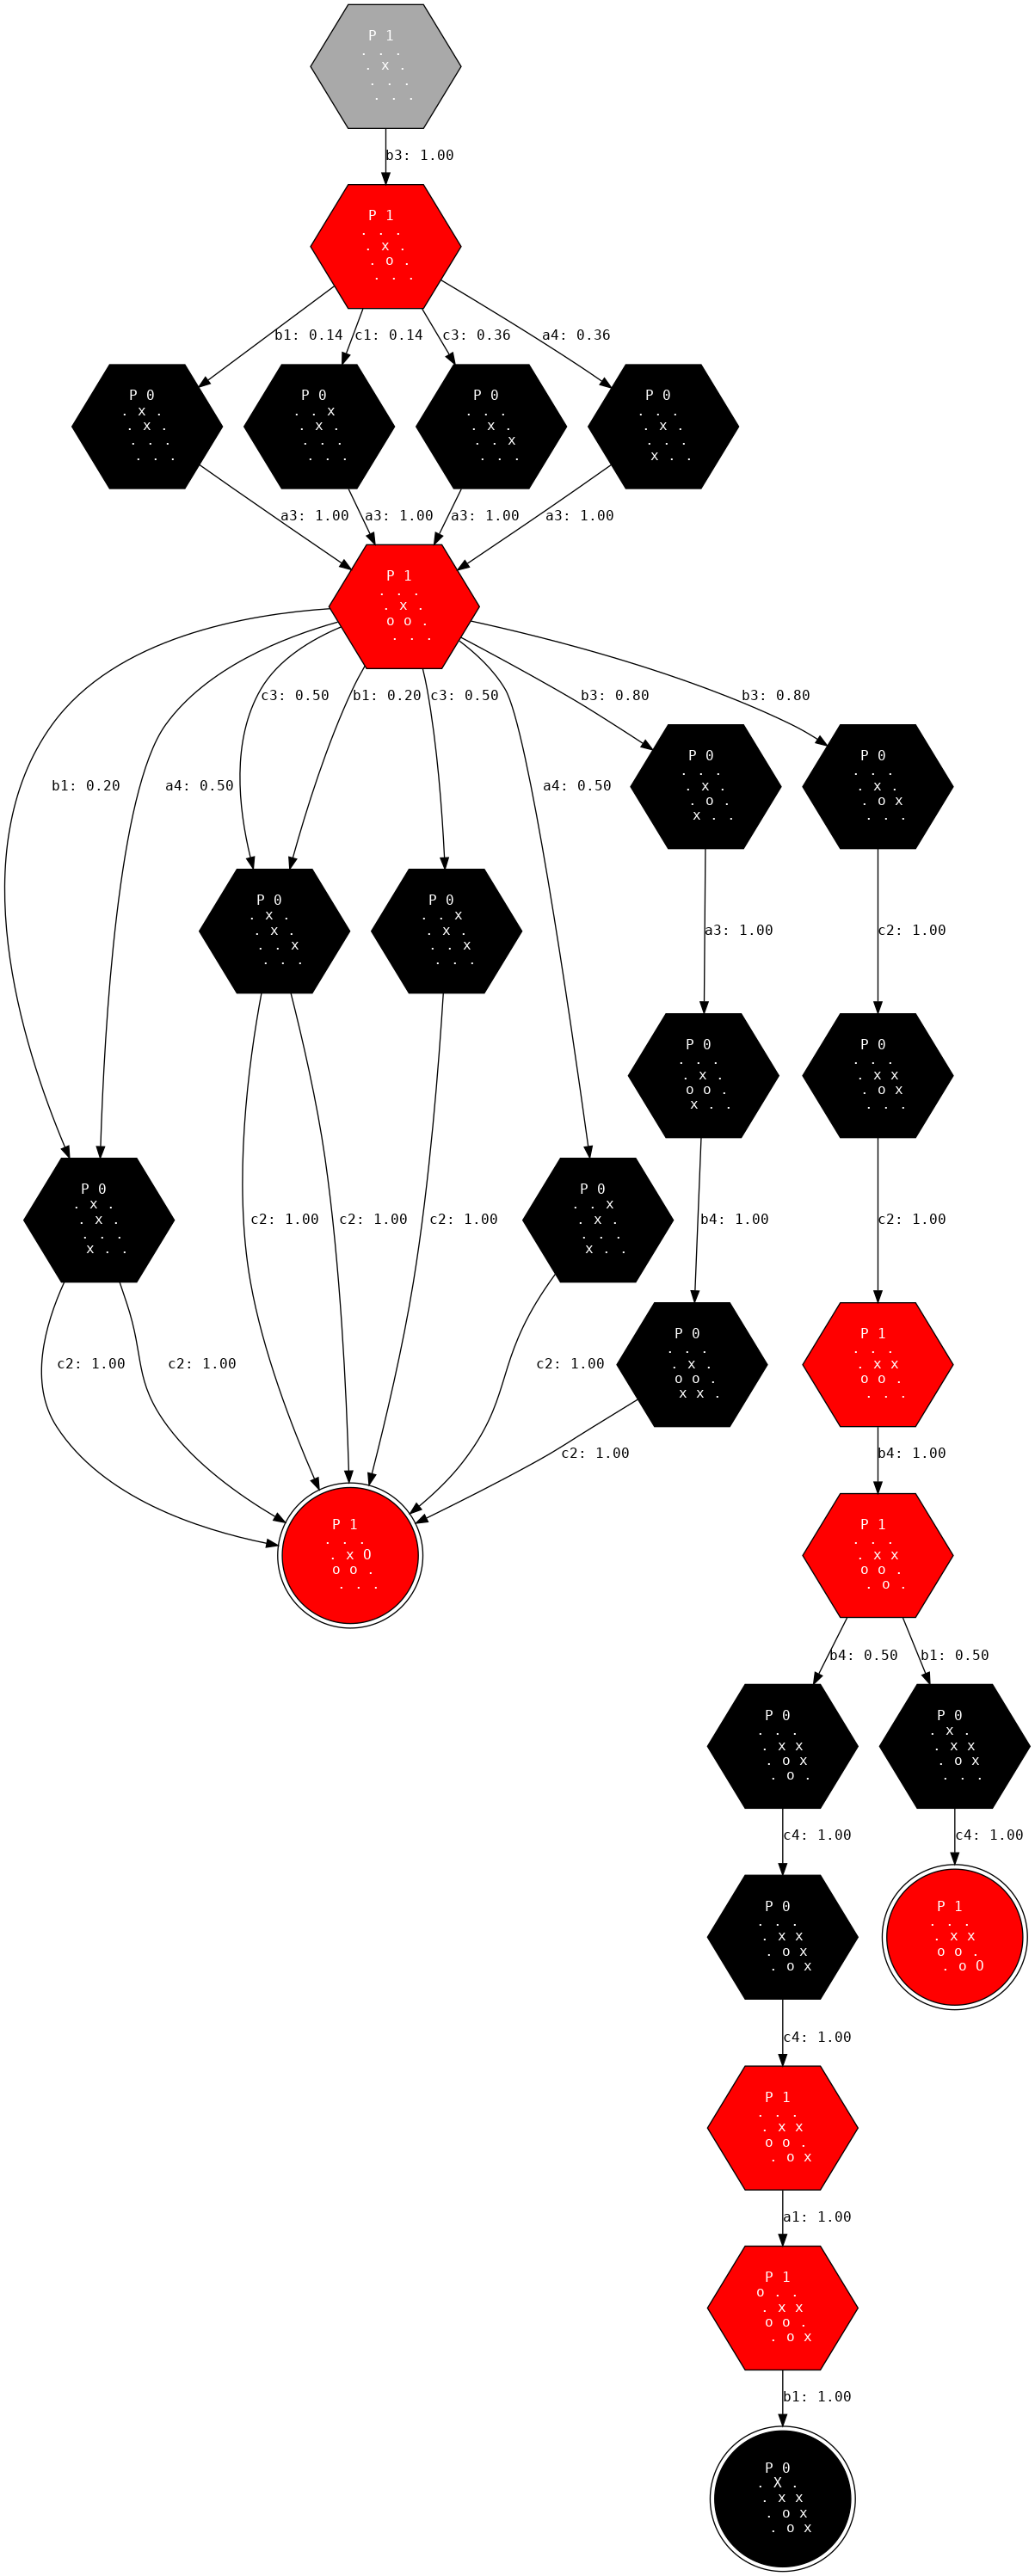 P 1
. . .
. x .
. . .
. . .
b3: 1.00
P 1
. . .
. x .
. o .
. . .
b1: 0.14
c1: 0.14
c3: 0.36
a4: 0.36
P 0
. x .
. x .
. . .
. . .
P 0
. . x
. x .
. . .
. . .
P 0
. . .
. x .
. . x
. . .
P 0
. . .
. x .
. . .
x . .
a3: 1.00
a3: 1.00
a3: 1.00
a3: 1.00
P 1
. . .
. x .
o o .
. . .
c3: 0.50
b1: 0.20
c3: 0.50
b3: 0.80
b3: 0.80
b1: 0.20
a4: 0.50
a4: 0.50
P 0
. . .
. x .
. o .
x . .
P 0
. . .
. x .
. o x
. . .
P 0
. x .
. x .
. . x
. . .
P 0
. . x
. x .
. . x
. . .
a3: 1.00
c2: 1.00
P 0
. . .
. x .
o o .
x . .
P 0
. . .
. x x
. o x
. . .
P 0
. x .
. x .
. . .
x . .
c2: 1.00
c2: 1.00
c2: 1.00
P 0
. . x
. x .
. . .
x . .
b4: 1.00
c2: 1.00
c2: 1.00
c2: 1.00
c2: 1.00
P 0
. . .
. x .
o o .
x x .
P 1
. . .
. x x
o o .
. . .
c2: 1.00
b4: 1.00
P 1
. . .
. x O
o o .
. . .
P 1
. . .
. x x
o o .
. o .
b4: 0.50
b1: 0.50
P 0
. . .
. x x
. o x
. o .
P 0
. x .
. x x
. o x
. . .
c4: 1.00
c4: 1.00
P 0
. . .
. x x
. o x
. o x
P 1
. . .
. x x
o o .
. o O
c4: 1.00
P 1
. . .
. x x
o o .
. o x
a1: 1.00
P 1
o . .
. x x
o o .
. o x
b1: 1.00
P 0
. X .
. x x
. o x
. o x